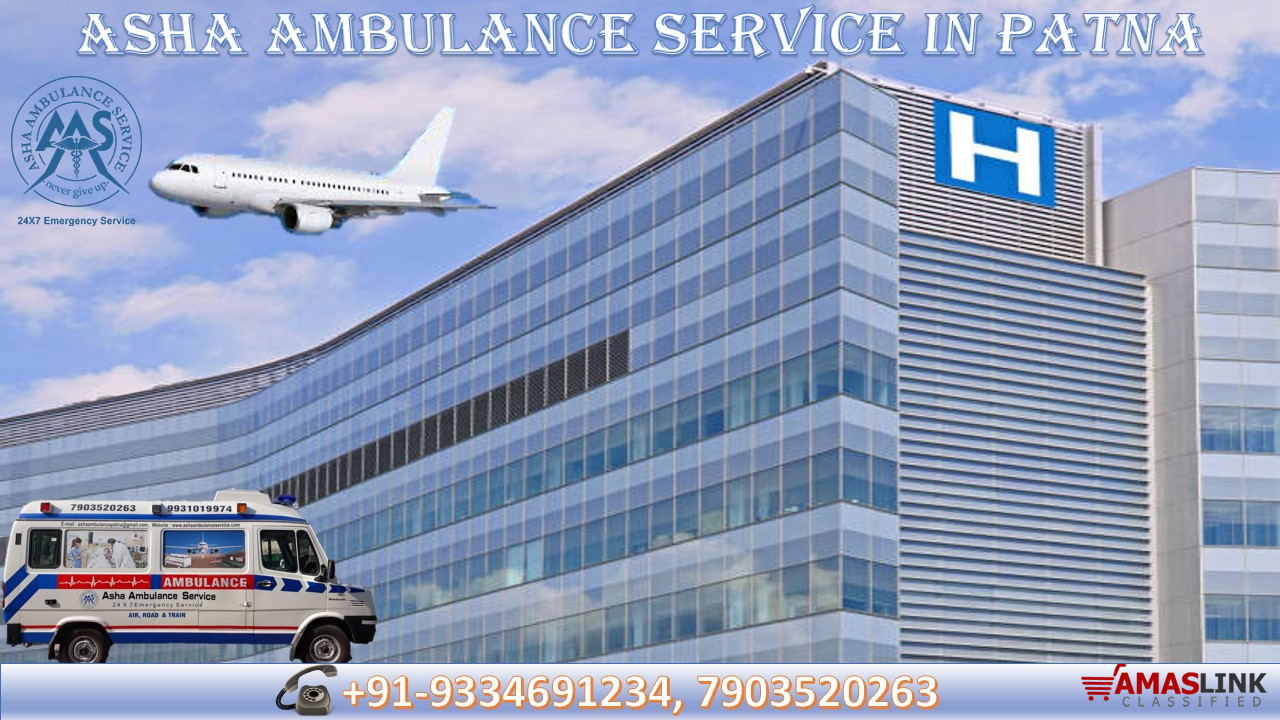 ASHA AMBULANCE SERVICE IN PATNA
ASHA AMBULANCE SERVICE
AAS
never give up.
24X7 Emergency Service
H
7903520263 9931019974
E-mail : ashaambulancepatna@gmail.com, Website : www.ashaambulanceservice.com
AMBULANCE
Asha Ambulance Service
24 X 7 Emergency Service
AIR, ROAD & TRAIN
+91-9334691234, 7903520263
AMASLINK
CLASSIFIED